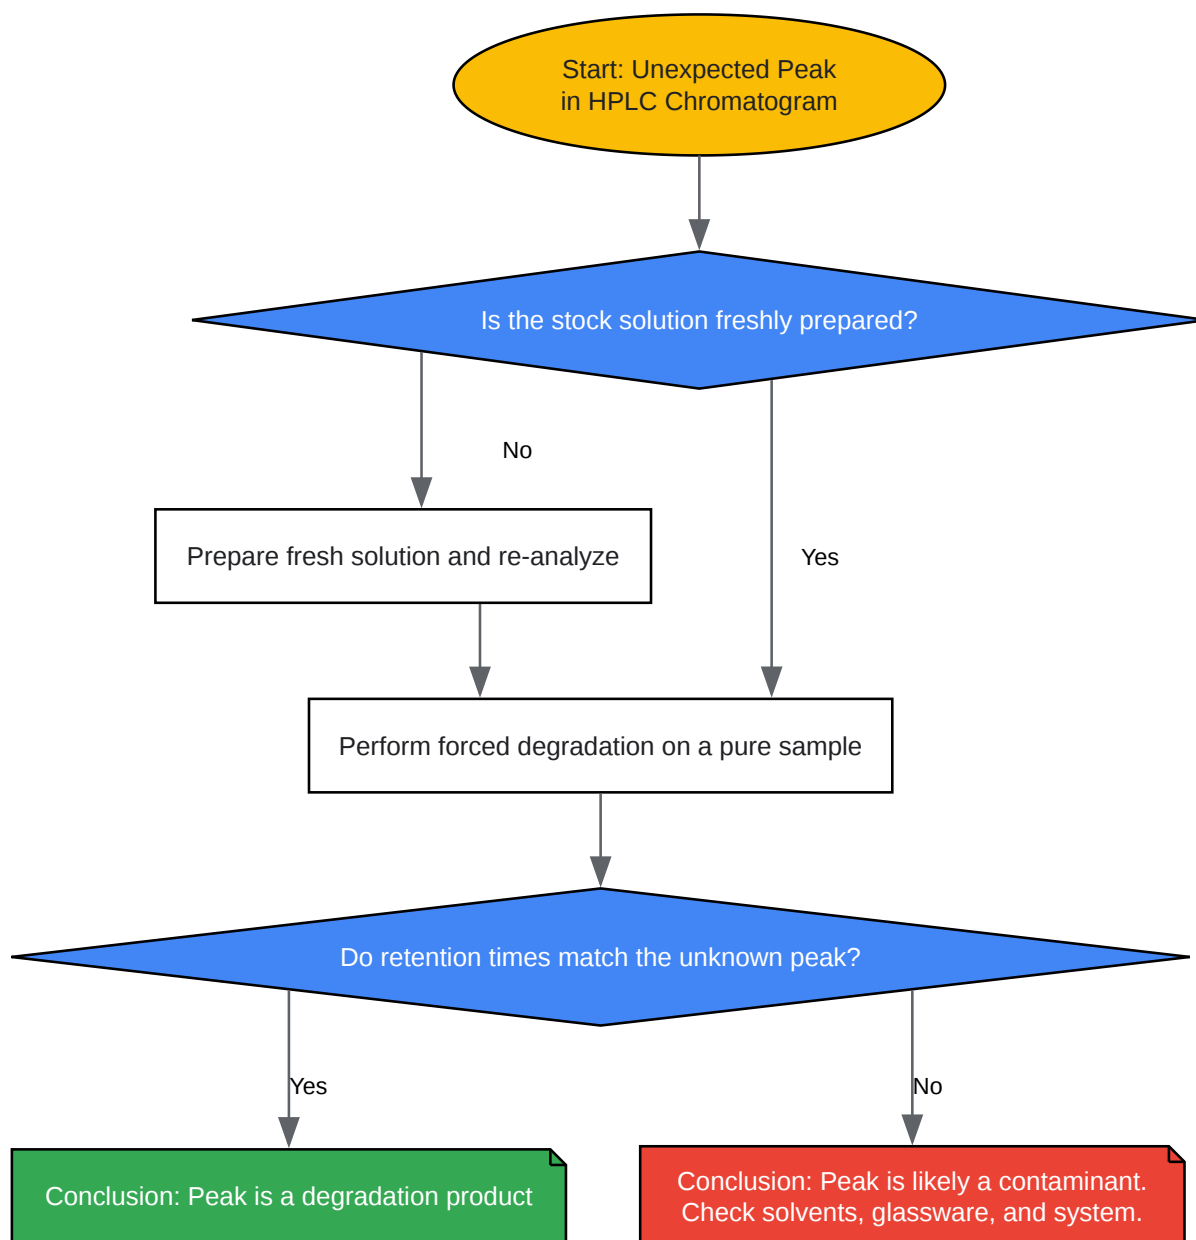 Start: Unexpected Peak
in HPLC Chromatogram
Is the stock solution freshly prepared?
No
Prepare fresh solution and re-analyze
Yes
Perform forced degradation on a pure sample
Do retention times match the unknown peak?
Yes
No
Conclusion: Peak is a degradation product
Conclusion: Peak is likely a contaminant.
Check solvents, glassware, and system.